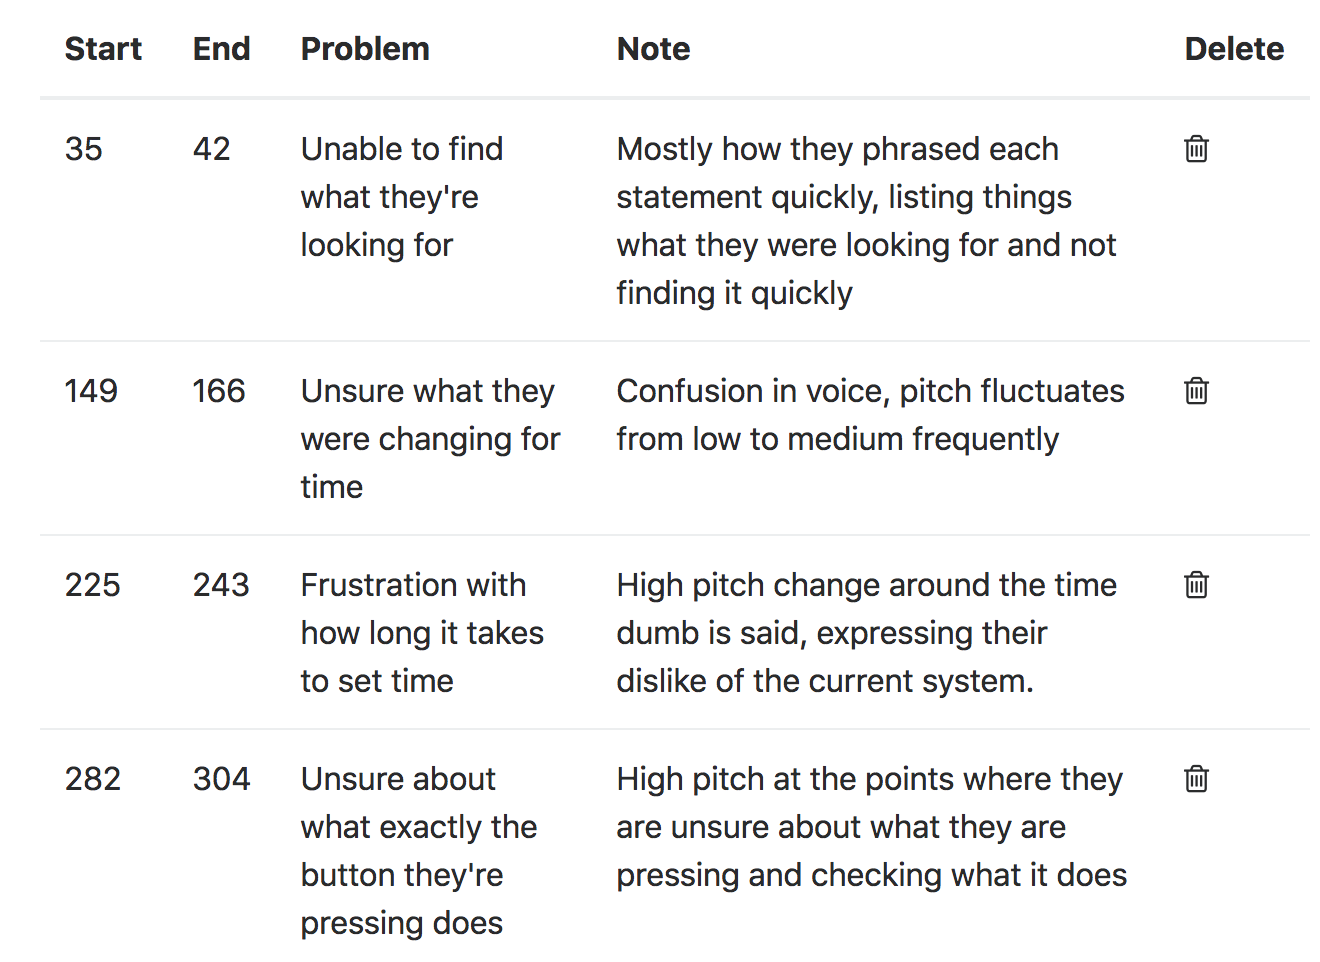 Start End Problem Note Delete
35 42 Unable to find Mostly how they phrased each
what they're statement quickly, listing things
looking for what they were looking for and not
finding it quickly
149 166 Unsure what they Confusion in voice, pitch fluctuates
were changing for from low to medium frequently
time
225 243 Frustration with High pitch change around the time
how long it takes dumb is said, expressing their
to set time dislike of the current system.
282 304 Unsure about High pitch at the points where they
what exactly the are unsure about what they are
button they're pressing and checking what it does
pressing does